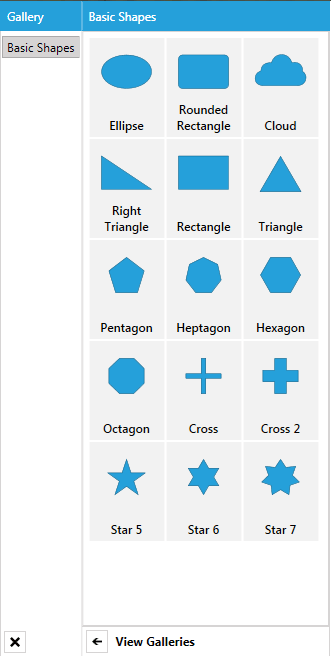 Gallery
Basic Shapes
Basic Shapes
Ellipse
Rounded
Rectangle
Cloud
Right
Triangle
Rectangle
Triangle
Pentagon
Heptagon
Hexagon
Octagon
Cross
Cross 2
Star 5
Star 6
Star 7
View Galleries